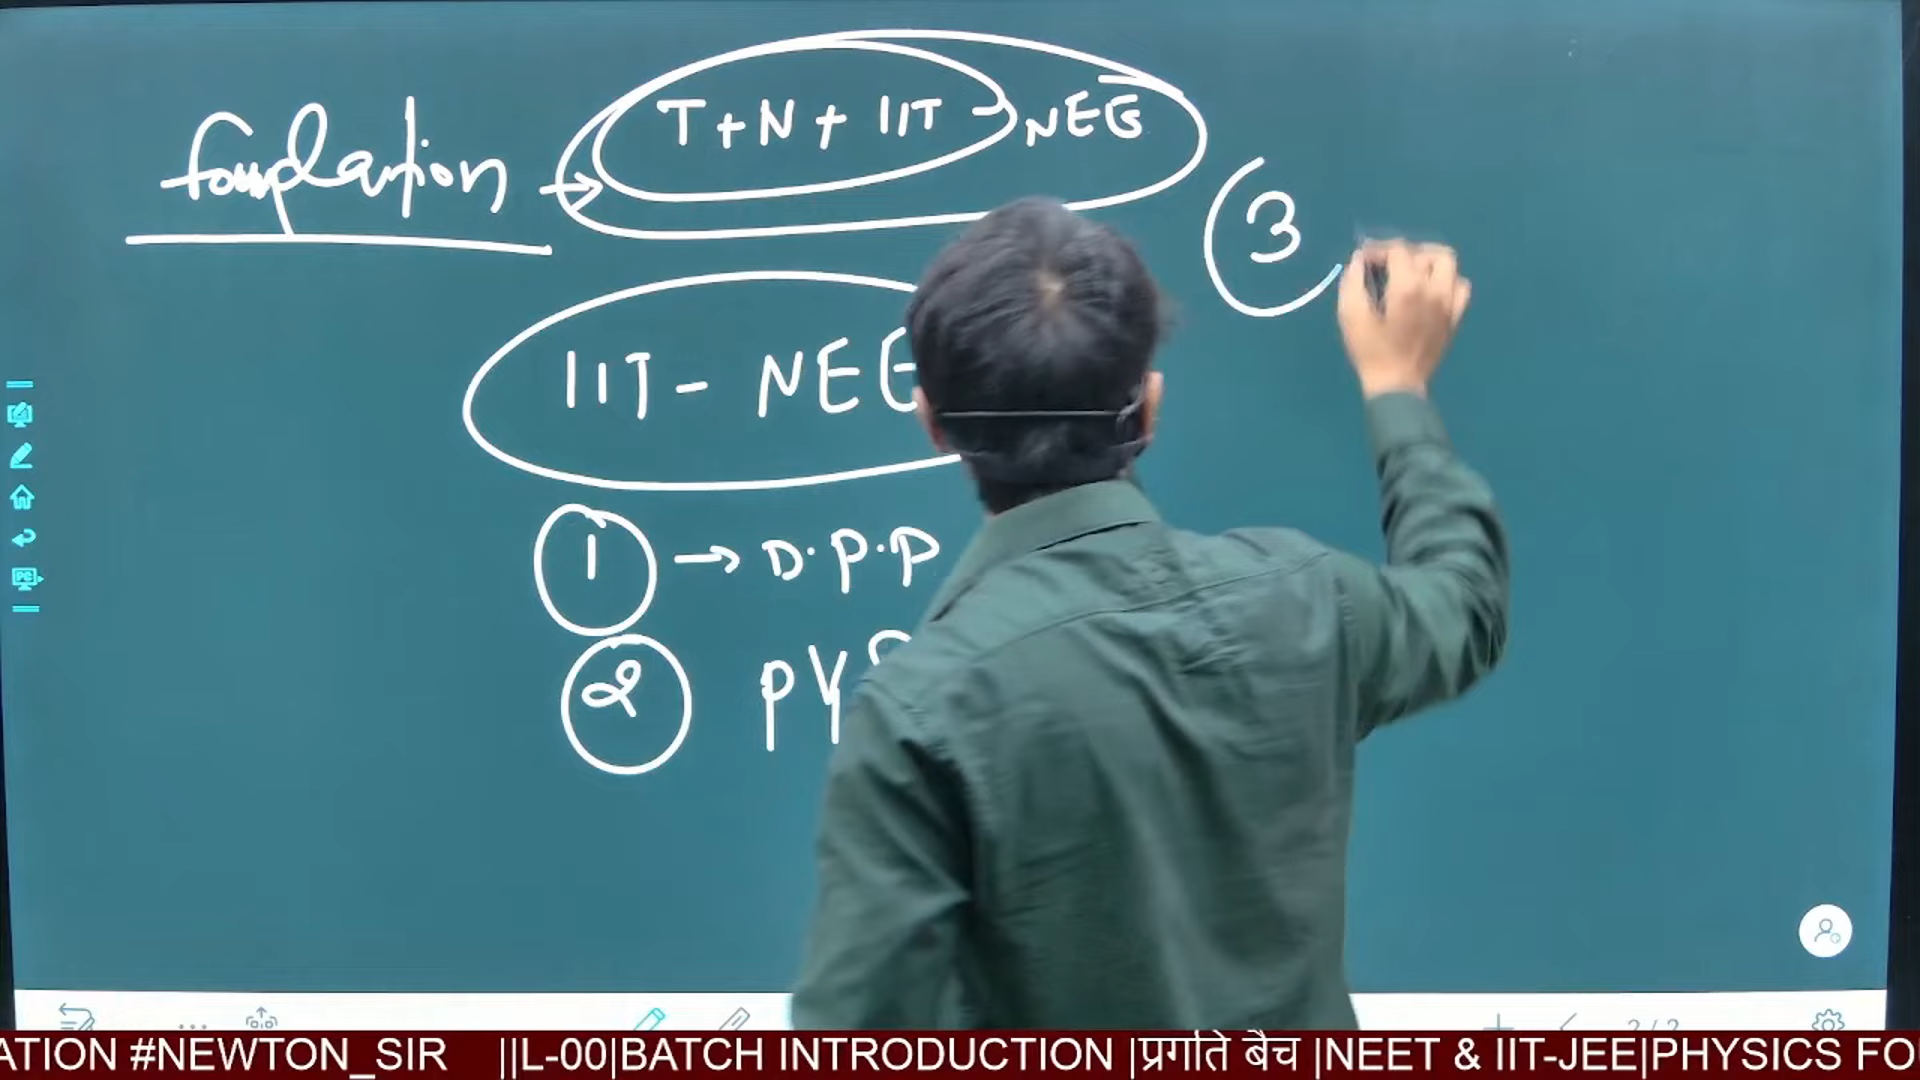 foundation → T+N+IIT - NEE
3
IIT - NEE
1 → D.P.P
2 PY
ATION #NEWTON_SIR ||L-00|BATCH INTRODUCTION |प्रगति बैच |NEET & IIT-JEE|PHYSICS FO